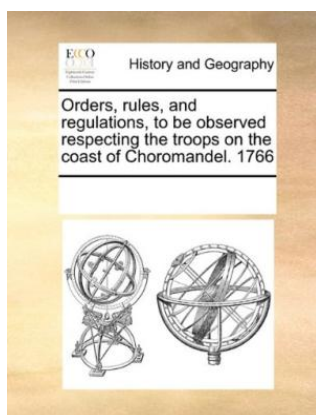 ECCO
History and Geography
Orders, rules, and
regulations, to be observed
respecting the troops on the
coast of Choromandel. 1766